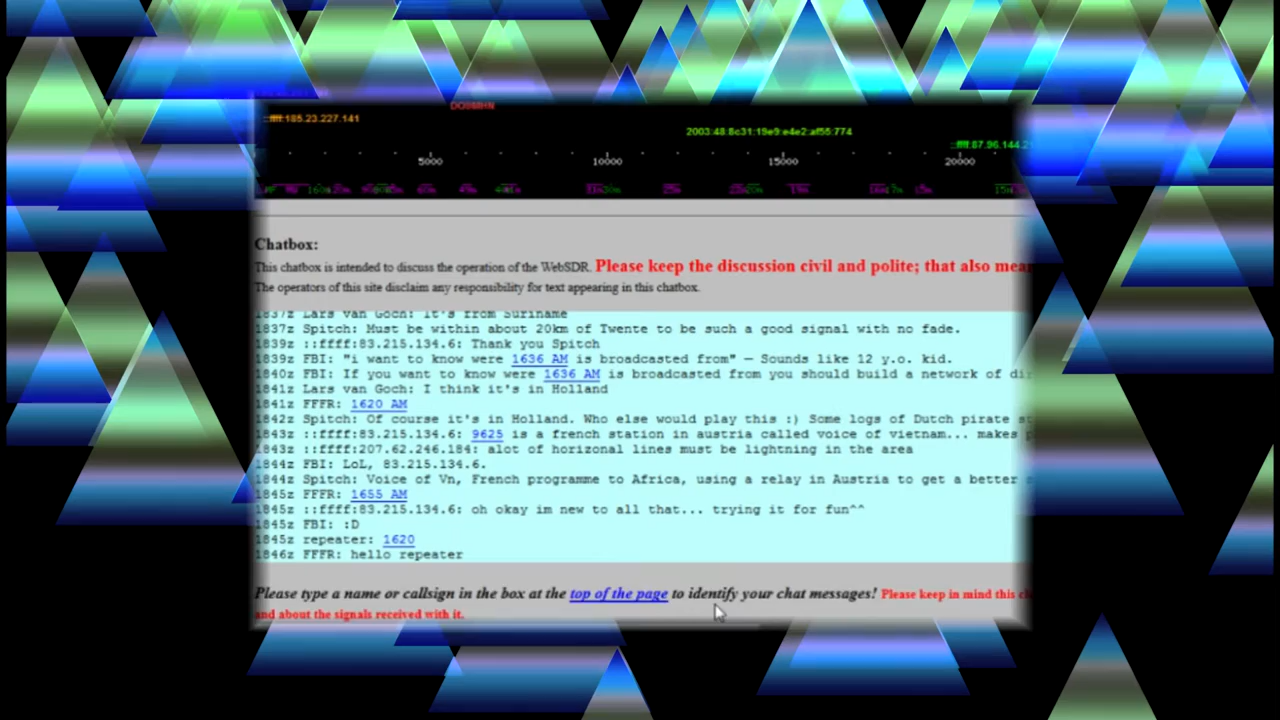 DO8MHN
::ffff:185.23.227.141
2003:48:8c31:19e9:e4e2:af55:774
::ffff:87.96.144.2
5000 10000 15000 20000
Chatbox:
This chatbox is intended to discuss the operation of the WebSDR. Please keep the discussion civil and polite; that also mean
The operators of this site disclaim any responsibility for text appearing in this chatbox.
1837z Lars van Goch: It's from Suriname
1837z Spitch: Must be within about 20km of Twente to be such a good signal with no fade.
1839z ::ffff:83.215.134.6: Thank you Spitch
1839z FBI: "i want to know were 1636 AM is broadcasted from" — Sounds like 12 y.o. kid.
1840z FBI: If you want to know were 1636 AM is broadcasted from you should build a network of di
1841z Lars van Goch: I think it's in Holland
1841z FFFR: 1620 AM
1842z Spitch: Of course it's in Holland. Who else would play this :) Some logs of Dutch pirate st
1843z ::ffff:83.215.134.6: 9625 is a french station in austria called voice of vietnam... makes
1843z ::ffff:207.62.246.184: alot of horizonal lines must be lightning in the area
1844z FBI: LoL, 83.215.134.6.
1844z Spitch: Voice of Vn, French programme to Africa, using a relay in Austria to get a better
1845z FFFR: 1655 AM
1845z ::ffff:83.215.134.6: oh okay im new to all that... trying it for fun^^
1845z FBI: :D
1845z repeater: 1620
1846z FFFR: hello repeater
Please type a name or callsign in the box at the top of the page to identify your chat messages! Please keep in mind this ch
and about the signals received with it.